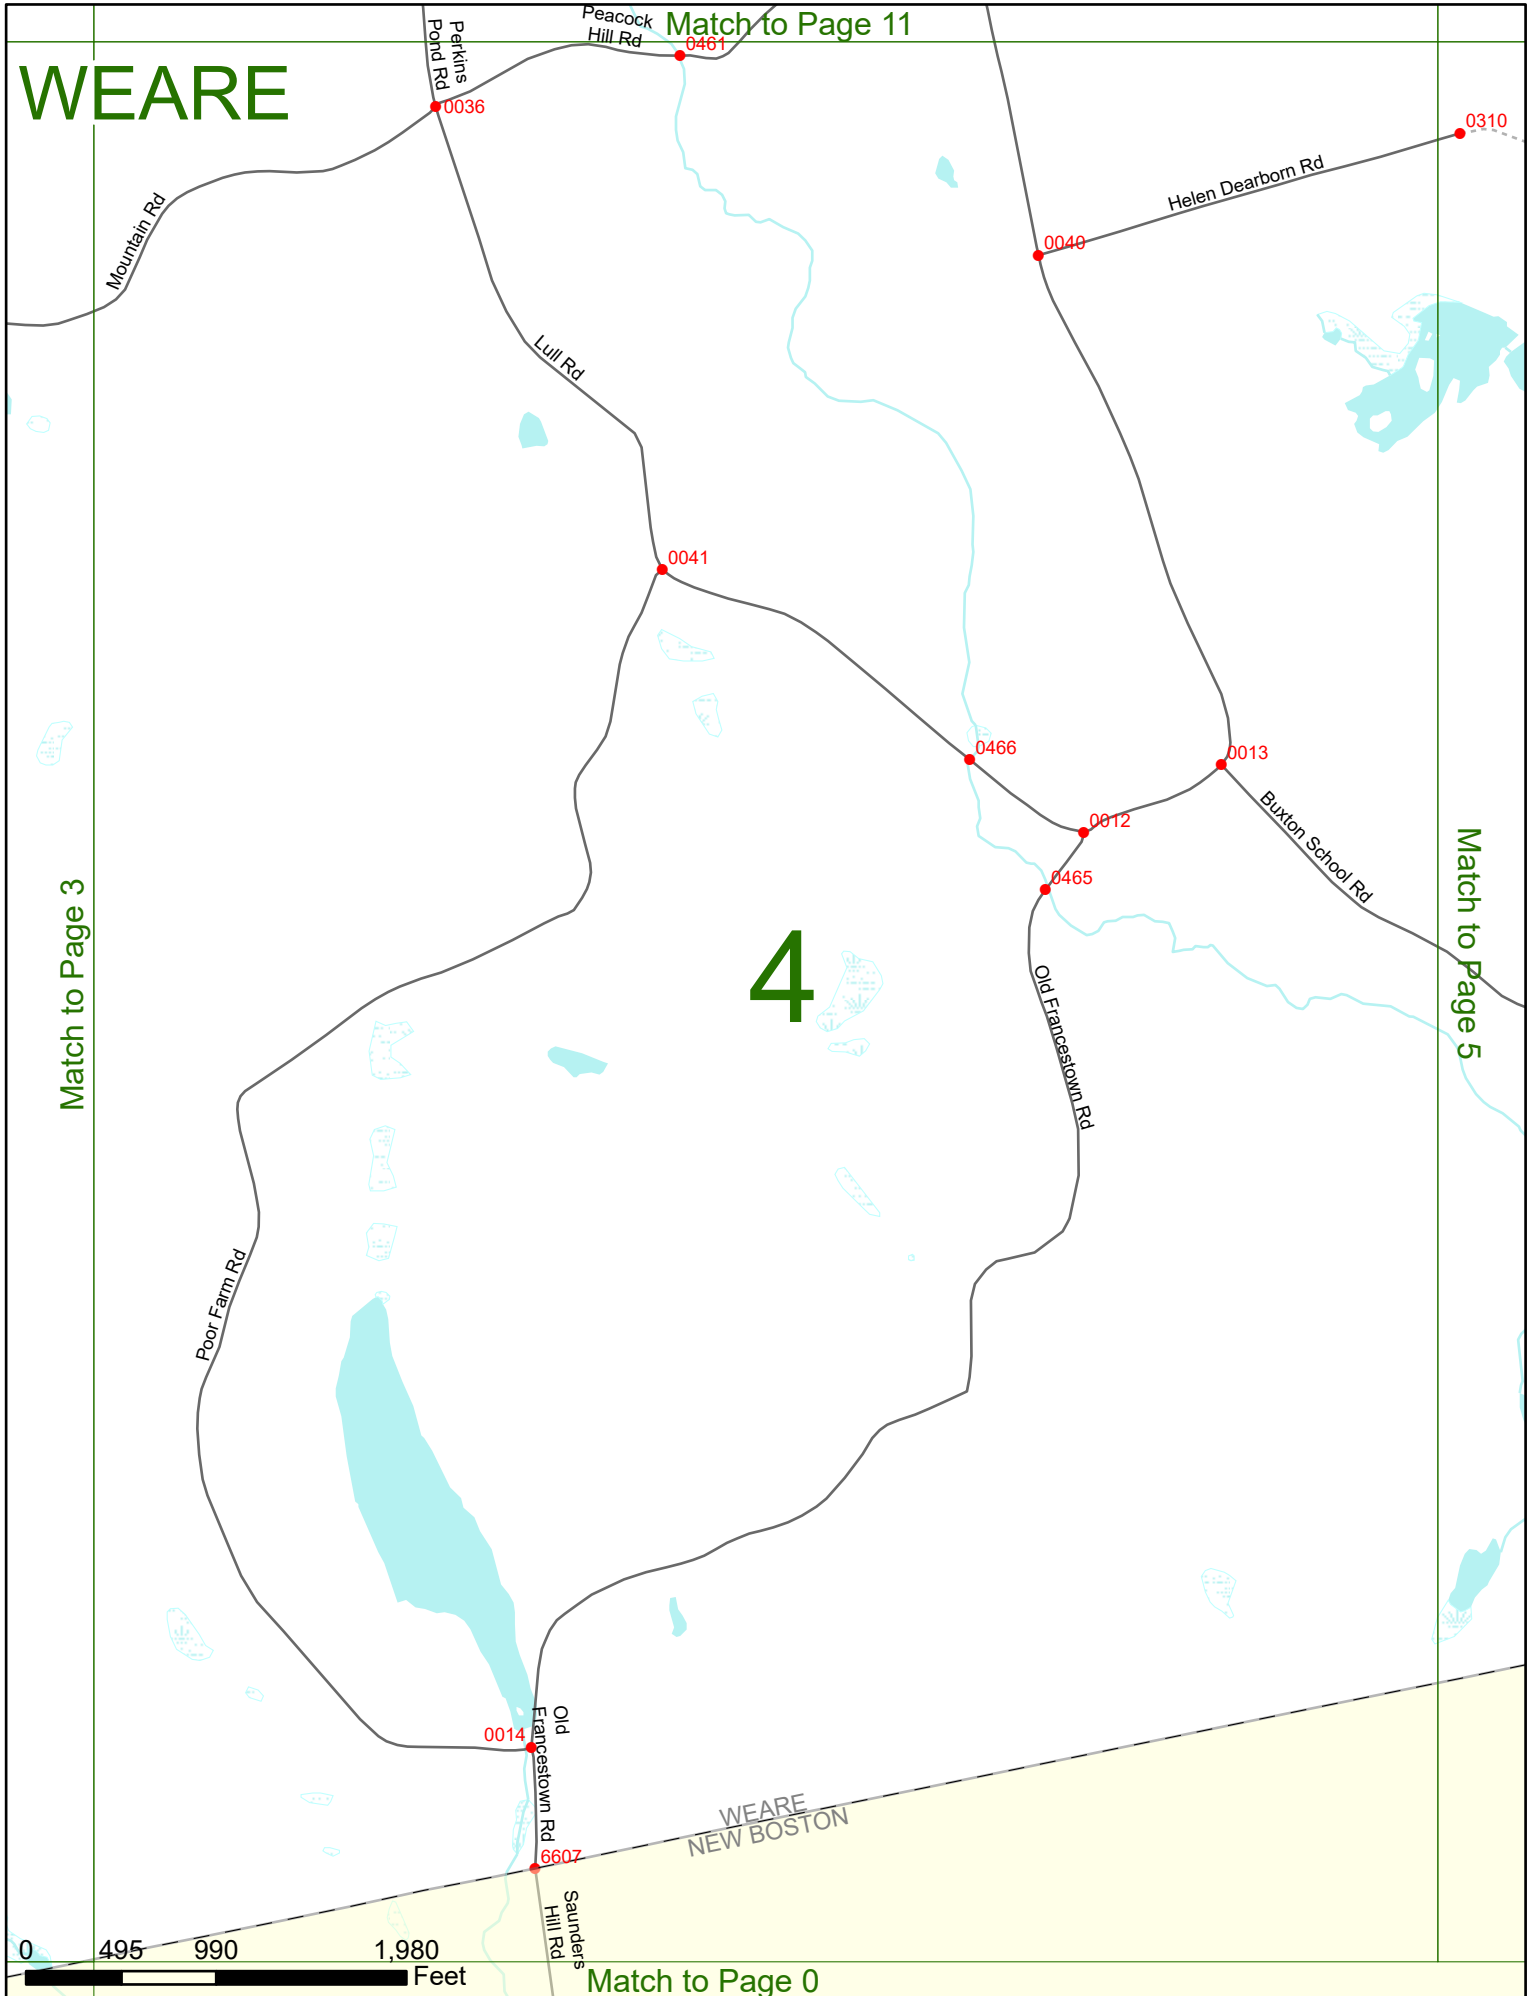 Match to Page 11
WEARE
Perkins
Pond Rd
Peacock
Hill Rd
0461
0036
0310
Helen Dearborn Rd
Mountain Rd
0040
Lull Rd
0041
0466
0013
0012
Buxton School Rd
0465
Match to Page 3
Match to Page 5
4
Old Francestown Rd
Poor Farm Rd
0014
Old
Francestown Rd
WEARE
NEW BOSTON
6607
Saunders
Hill Rd
0 495 990 1,980
Feet
Match to Page 0